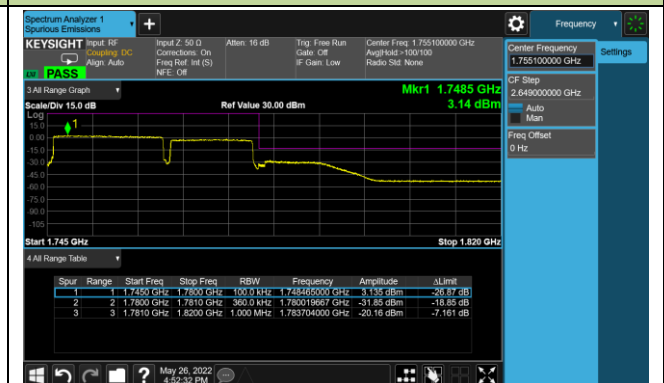 Spectrum Analyzer 1
Spurious Emissions
+
Frequency
KEYSIGHT
Input: RF
Coupling: DC
Align: Auto
Input Z: 50 Ω
Corrections: On
Freq Ref: Int (S)
NFE: Off
Atten: 16 dB
Trig: Free Run
Gate: Off
IF Gain: Low
Center Freq: 1.755100000 GHz
Avg|Hold:>100/100
Radio Std: None
PASS
Center Frequency
1.755100000 GHz
Settings
CF Step
2.649000000 GHz
Auto
Man
Freq Offset
0 Hz
3 All Range Graph
Mkr1 1.7485 GHz
Scale/Div 15.0 dB
Ref Value 30.00 dBm
3.14 dBm
Log
1
15.0
0.00
-15.0
-30.0
-45.0
-60.0
-75.0
-90.0
-105
Start 1.745 GHz
Stop 1.820 GHz
4 All Range Table
Spur Range Start Freq Stop Freq RBW Frequency Amplitude ΔLimit
1 1 1.7450 GHz 1.7800 GHz 100.0 kHz 1.748465000 GHz 3.135 dBm -26.87 dB
2 2 1.7800 GHz 1.7810 GHz 360.0 kHz 1.780019667 GHz -31.85 dBm -18.85 dB
3 3 1.7810 GHz 1.8200 GHz 1.000 MHz 1.783704000 GHz -20.16 dBm -7.161 dB
?
May 26, 2022
4:52:32 PM